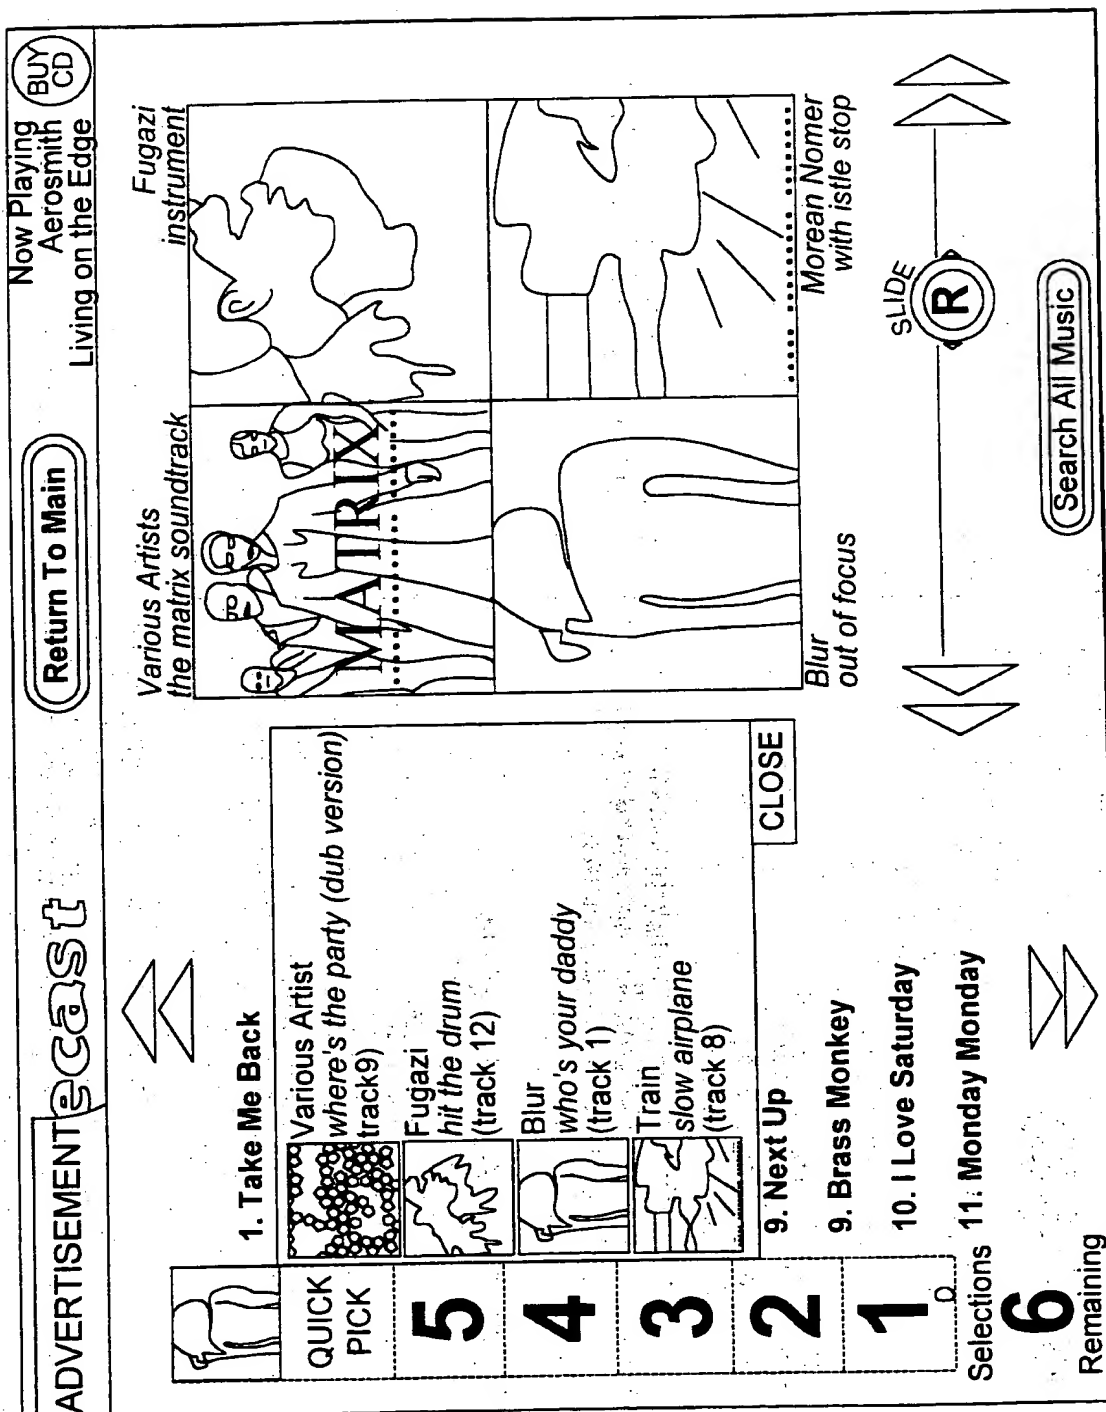 ADVERTISEMENT
ecast
Return To Main
Now Playing
Aerosmith
Living on the Edge
BUY
CD
QUICK
PICK
5
4
3
2
1
Selections
6
Remaining
1. Take Me Back
Various Artist
where's the party (dub version)
track9)
Fugazi
hit the drum
(track 12)
Blur
who's your daddy
(track 1)
Train
slow airplane
(track 8)
CLOSE
9. Next Up
9. Brass Monkey
10. I Love Saturday
11. Monday Monday
Various Artists
the matrix soundtrack
MATRIX
Fugazi
instrument
Blur
out of focus
Morean Nomer
with istle stop
SLIDE
R
Search All Music